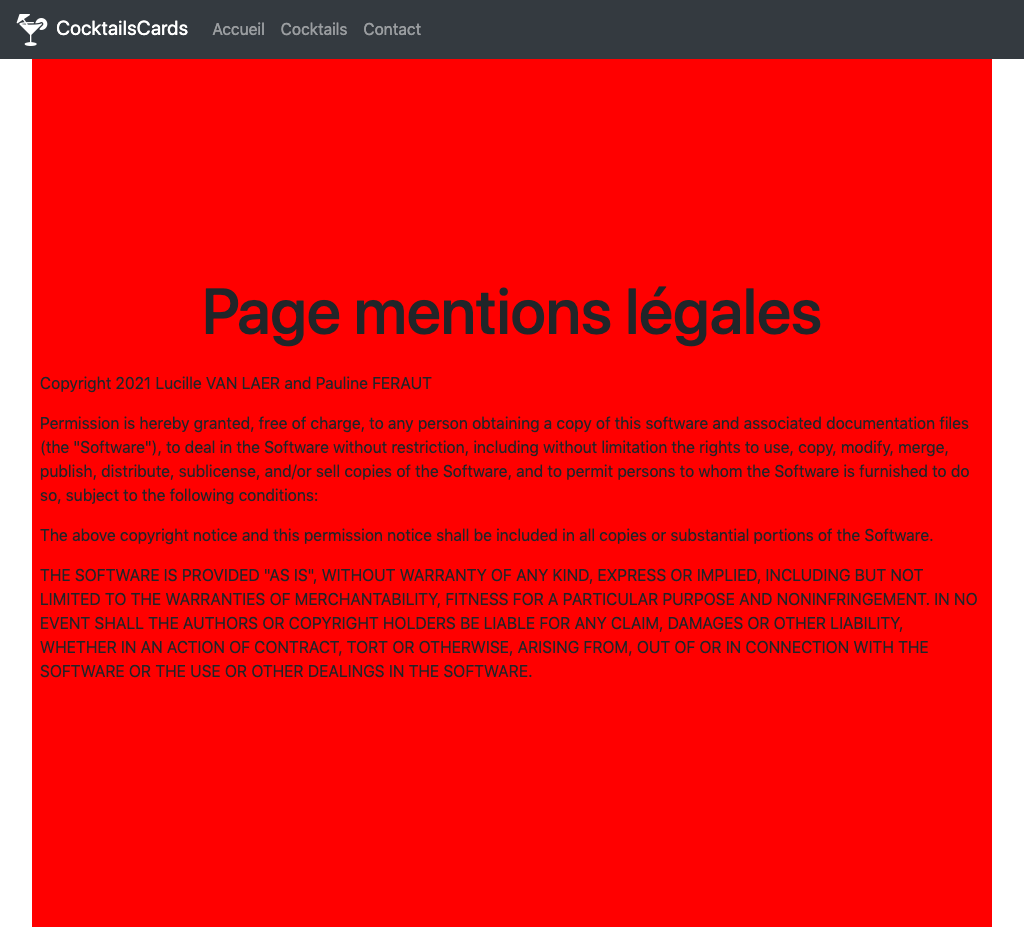 CocktailsCards Accueil Cocktails Contact
Page mentions légales
Copyright 2021 Lucille VAN LAER and Pauline FERAUT
Permission is hereby granted, free of charge, to any person obtaining a copy of this software and associated documentation files
(the "Software"), to deal in the Software without restriction, including without limitation the rights to use, copy, modify, merge,
publish, distribute, sublicense, and/or sell copies of the Software, and to permit persons to whom the Software is furnished to do
so, subject to the following conditions:
The above copyright notice and this permission notice shall be included in all copies or substantial portions of the Software.
THE SOFTWARE IS PROVIDED "AS IS", WITHOUT WARRANTY OF ANY KIND, EXPRESS OR IMPLIED, INCLUDING BUT NOT
LIMITED TO THE WARRANTIES OF MERCHANTABILITY, FITNESS FOR A PARTICULAR PURPOSE AND NONINFRINGEMENT. IN NO
EVENT SHALL THE AUTHORS OR COPYRIGHT HOLDERS BE LIABLE FOR ANY CLAIM, DAMAGES OR OTHER LIABILITY,
WHETHER IN AN ACTION OF CONTRACT, TORT OR OTHERWISE, ARISING FROM, OUT OF OR IN CONNECTION WITH THE
SOFTWARE OR THE USE OR OTHER DEALINGS IN THE SOFTWARE.